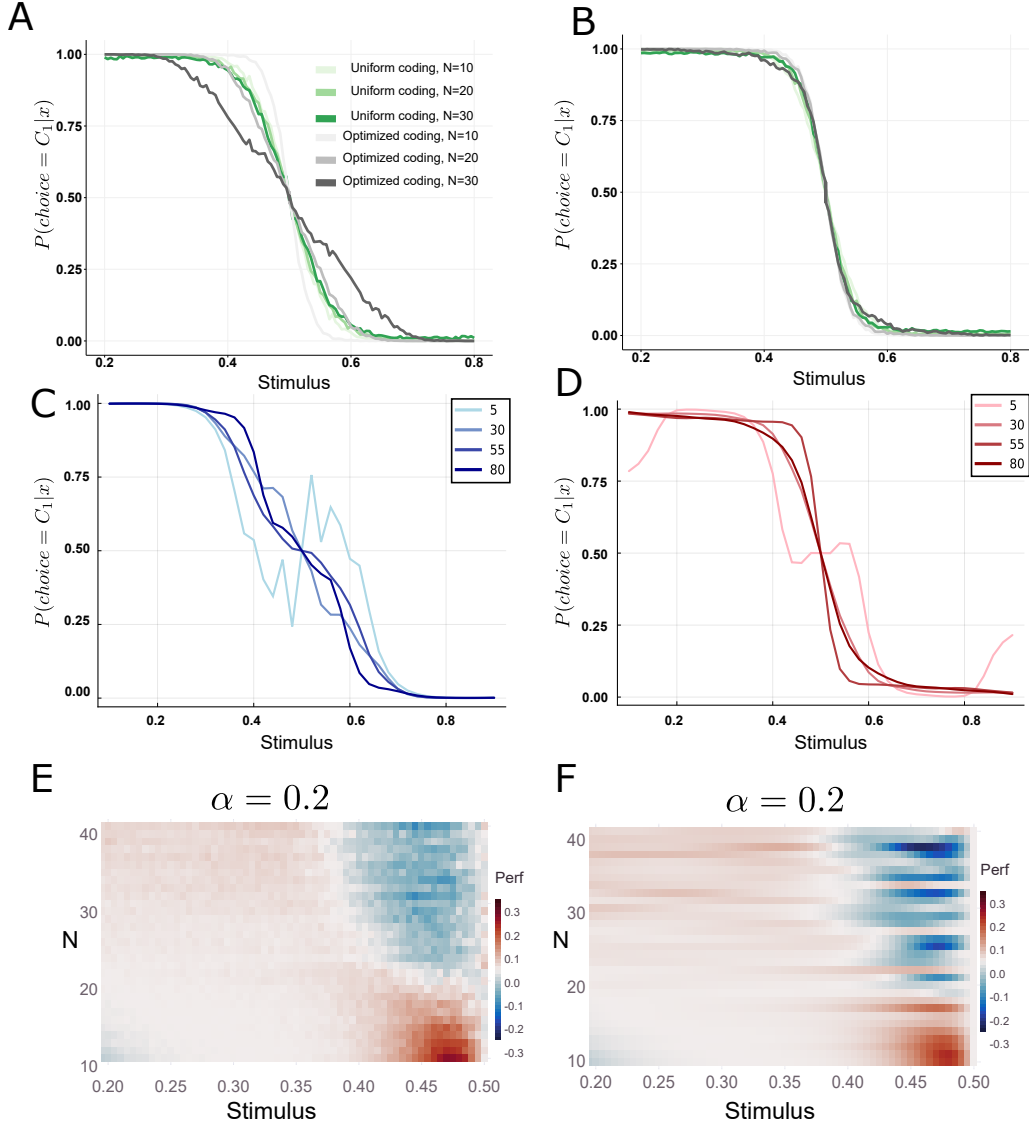 A
1.00
0.75
0.50
0.25
0.00
P(choice = C₁|x)
Uniform coding, N=10
Uniform coding, N=20
Uniform coding, N=30
Optimized coding, N=10
Optimized coding, N=20
Optimized coding, N=30
0.2 0.4 0.6 0.8
Stimulus
B
1.00
0.75
0.50
0.25
0.00
P(choice = C₁|x)
0.2 0.4 0.6 0.8
Stimulus
C
1.00
0.75
0.50
0.25
0.00
P(choice = C₁|x)
5
30
55
80
0.2 0.4 0.6 0.8
Stimulus
D
1.00
0.75
0.50
0.25
0.00
P(choice = C₁|x)
5
30
55
80
0.2 0.4 0.6 0.8
Stimulus
E
α = 0.2
40
30
20
10
N
0.20 0.25 0.30 0.35 0.40 0.45 0.50
Stimulus
Perf
0.3
0.2
0.1
0.0
-0.1
-0.2
-0.3
F
α = 0.2
40
30
20
10
N
0.20 0.25 0.30 0.35 0.40 0.45 0.50
Stimulus
Perf
0.3
0.2
0.1
0.0
-0.1
-0.2
-0.3